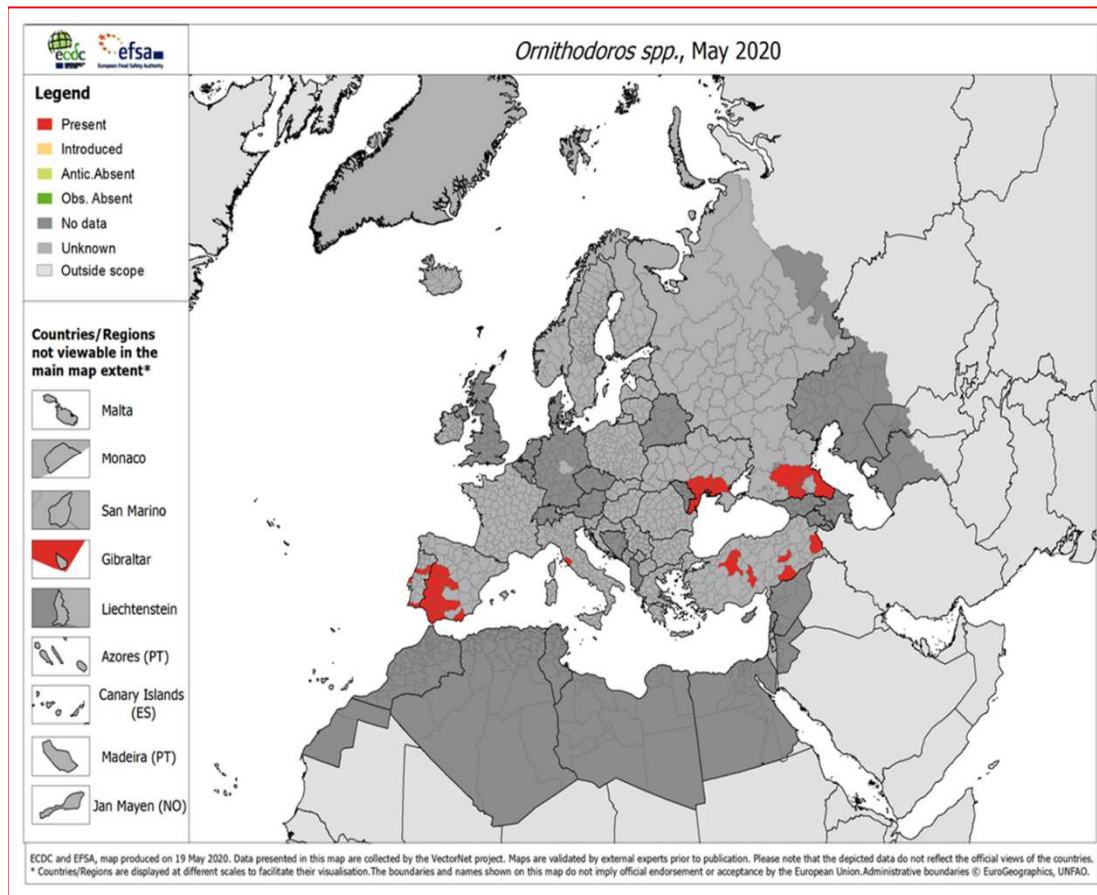 ecdc
efsa
European Food Safety Authority
Ornithodoros spp., May 2020
Legend
Present
Introduced
Antic.Absent
Obs. Absent
No data
Unknown
Outside scope
Countries/Regions
not viewable in the
main map extent*
Malta
Monaco
San Marino
Gibraltar
Liechtenstein
Azores (PT)
Canary Islands
(ES)
Madeira (PT)
Jan Mayen (NO)
ECDC and EFSA, map produced on 19 May 2020. Data presented in this map are collected by the VectorNet project. Maps are validated by external experts prior to publication. Please note that the depicted data do not reflect the official views of the countries.
* Countries/Regions are displayed at different scales to facilitate their visualisation.The boundaries and names shown on this map do not imply official endorsement or acceptance by the European Union.Administrative boundaries © EuroGeographics, UNFAO.